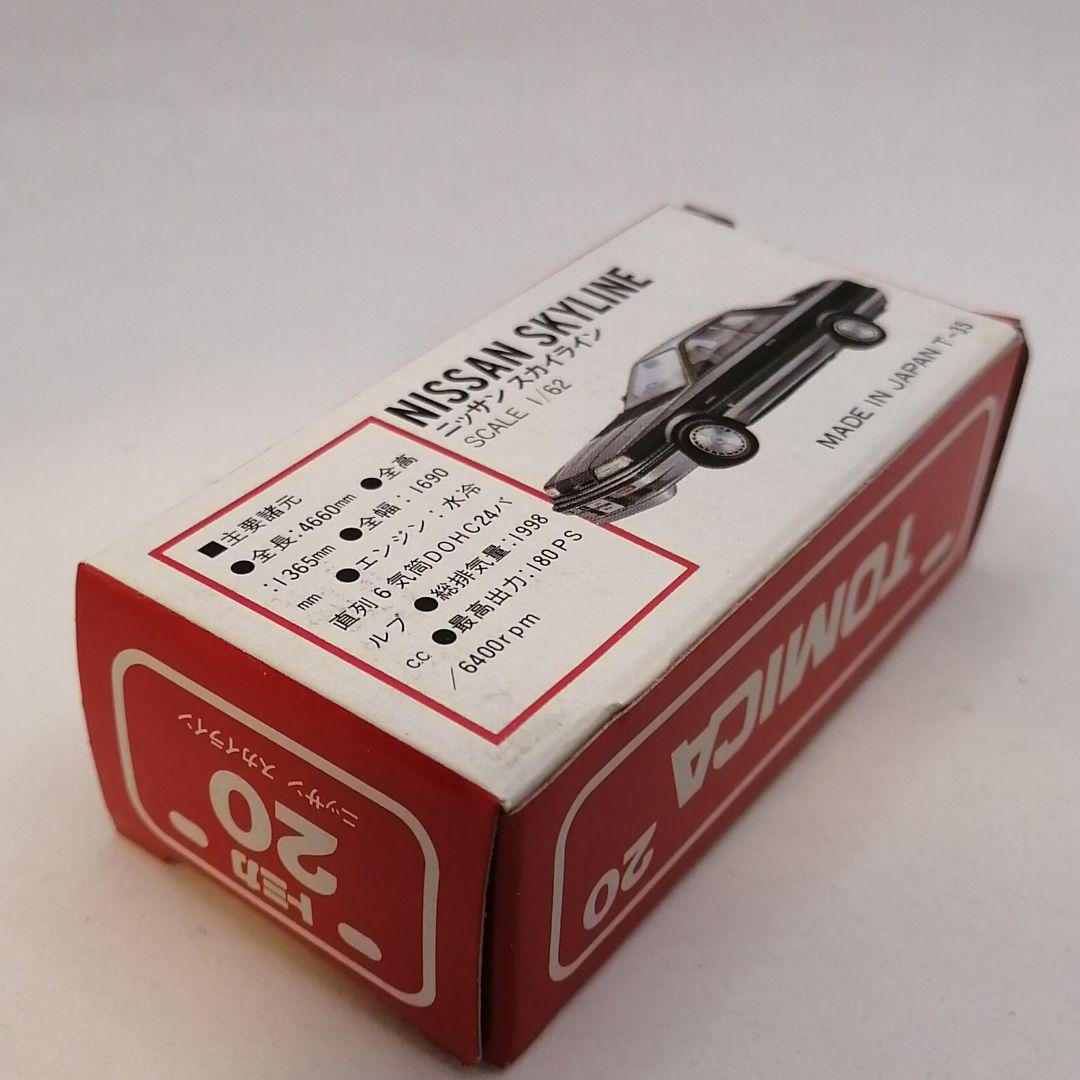 NISSAN SKYLINE
ニッサン スカイライン
SCALE 1/62
MADE IN JAPAN T-15
■主要諸元
●全長:4660mm ●全高
:1365mm ●全幅:1690
mm ●エンジン:水冷
直列6気筒DOHC24バ
ルブ ●総排気量:1998
cc ●最高出力:180PS
/6400rpm
TOMICA
20
トミカ
20
ニッサン スカイライン